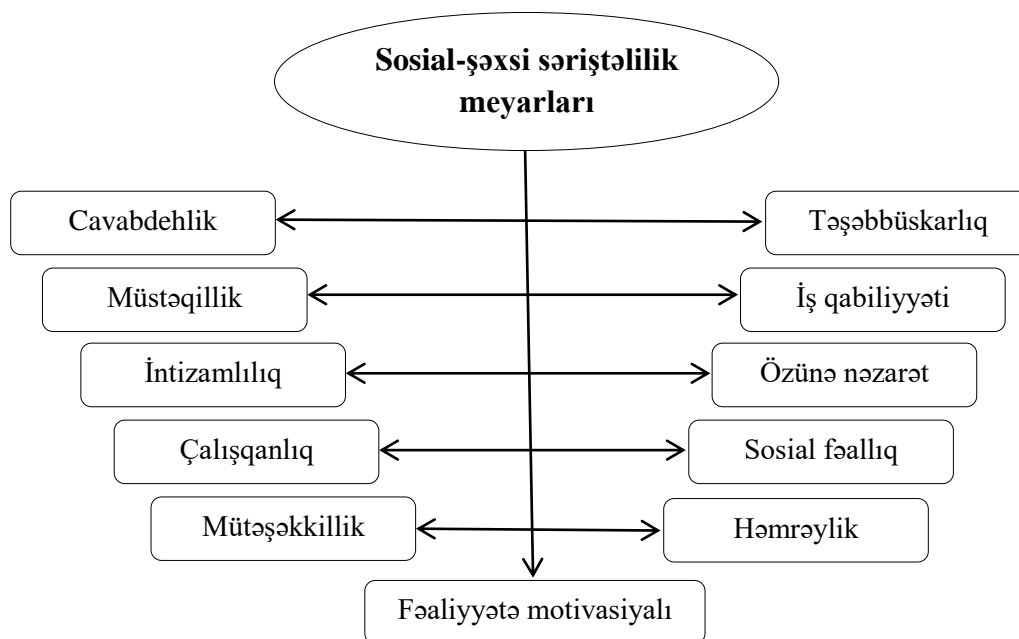 Sosial-şəxsi səriştəlilik
meyarları
Cavabdehlik
Təşəbbüskarlıq
Müstəqillik
İş qabiliyyəti
İntizamlılıq
Özünə nəzarət
Çalışqanlıq
Sosial fəallıq
Mütəşəkkillik
Həmrəylik
Fəaliyyətə motivasiyalı